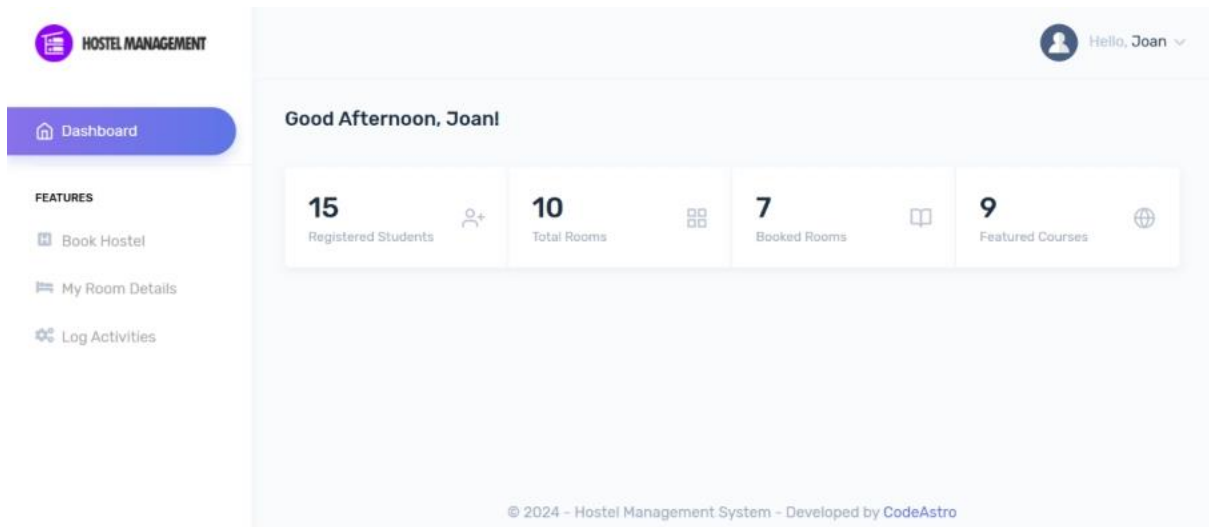 HOSTEL MANAGEMENT
Hello, Joan
Dashboard
Good Afternoon, Joan!
FEATURES
Book Hostel
My Room Details
Log Activities
15
Registered Students
10
Total Rooms
7
Booked Rooms
9
Featured Courses
© 2024 - Hostel Management System - Developed by CodeAstro